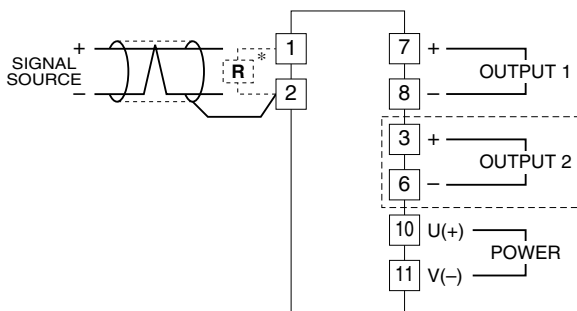 SIGNAL
SOURCE
+
–
R
*
1
2
7 +
8 –
OUTPUT 1
3 +
6 –
OUTPUT 2
10 U(+)
11 V(–)
POWER